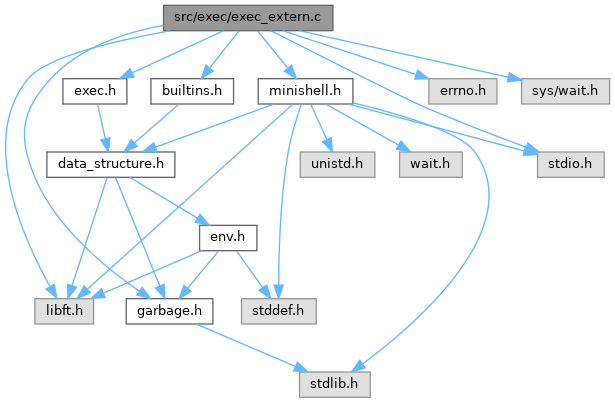 src/exec/exec_extern.c
exec.h
builtins.h
minishell.h
errno.h
sys/wait.h
data_structure.h
unistd.h
wait.h
stdio.h
env.h
libft.h
garbage.h
stddef.h
stdlib.h